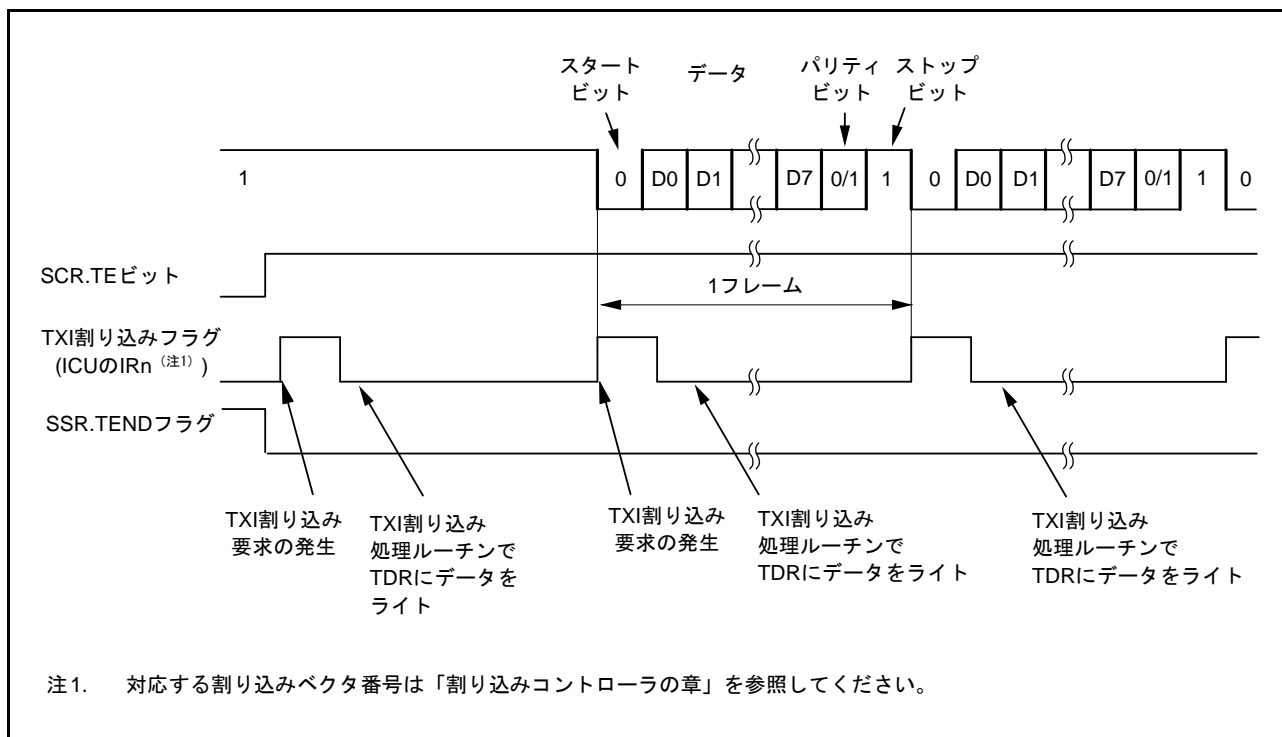 スタート
ビット
データ
パリティ
ビット
ストップ
ビット
1
0 D0 D1 D7 0/1 1 0 D0 D1 D7 0/1 1 0
SCR.TEビット
1フレーム
TXI割り込みフラグ
(ICUのIRn（注1）)
SSR.TENDフラグ
TXI割り込み
要求の発生
TXI割り込み
処理ルーチンで
TDRにデータを
ライト
TXI割り込み
要求の発生
TXI割り込み
処理ルーチンで
TDRにデータをライト
TXI割り込み
処理ルーチンで
TDRにデータをライト
注1. 対応する割り込みベクタ番号は「割り込みコントローラの章」を参照してください。